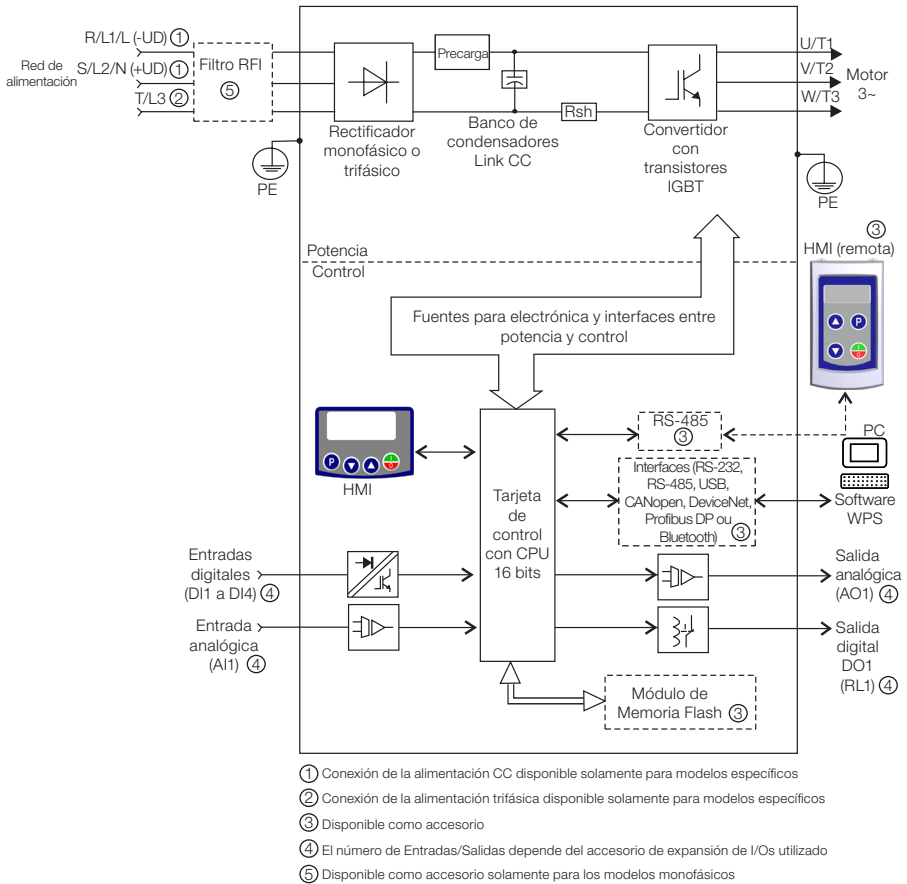 R/L1/L (-UD) ①
Red de
alimentación
S/L2/N (+UD) ①
T/L3 ②
Filtro RFI
⑤
PE
Rectificador
monofásico o
trifásico
Precarga
Banco de
condensadores
Link CC
Rsh
Convertidor
con
transistores
IGBT
U/T1
V/T2
W/T3
Motor
3~
PE
Potencia
Control
③
HMI (remota)
P
I
0
Fuentes para electrónica y interfaces entre
potencia y control
P
I
0
HMI
Tarjeta
de
control
con CPU
16 bits
RS-485
③
Interfaces (RS-232,
RS-485, USB,
CANopen, DeviceNet,
Profibus DP ou
Bluetooth) ③
PC
Software
WPS
Entradas
digitales
(DI1 a DI4) ④
Entrada
analógica
(AI1) ④
Salida
analógica
(AO1) ④
Salida
digital
DO1
(RL1) ④
Módulo de
Memoria Flash ③
① Conexión de la alimentación CC disponible solamente para modelos específicos
② Conexión de la alimentación trifásica disponible solamente para modelos específicos
③ Disponible como accesorio
④ El número de Entradas/Salidas depende del accesorio de expansión de I/Os utilizado
⑤ Disponible como accesorio solamente para los modelos monofásicos